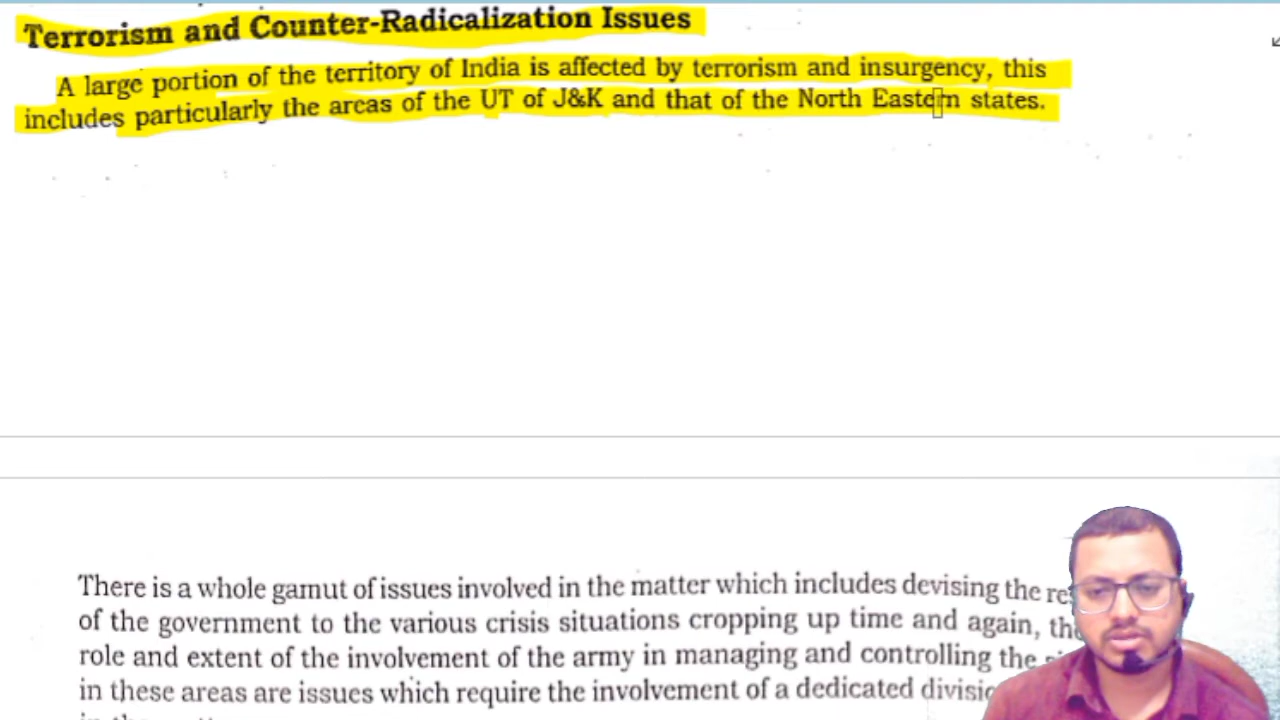 Terrorism and Counter-Radicalization Issues
A large portion of the territory of India is affected by terrorism and insurgency, this
includes particularly the areas of the UT of J&K and that of the North Eastern states.
There is a whole gamut of issues involved in the matter which includes devising the
of the government to the various crisis situations cropping up time and again,
role and extent of the involvement of the army in managing and controlling the
in these areas are issues which require the involvement of a dedicated